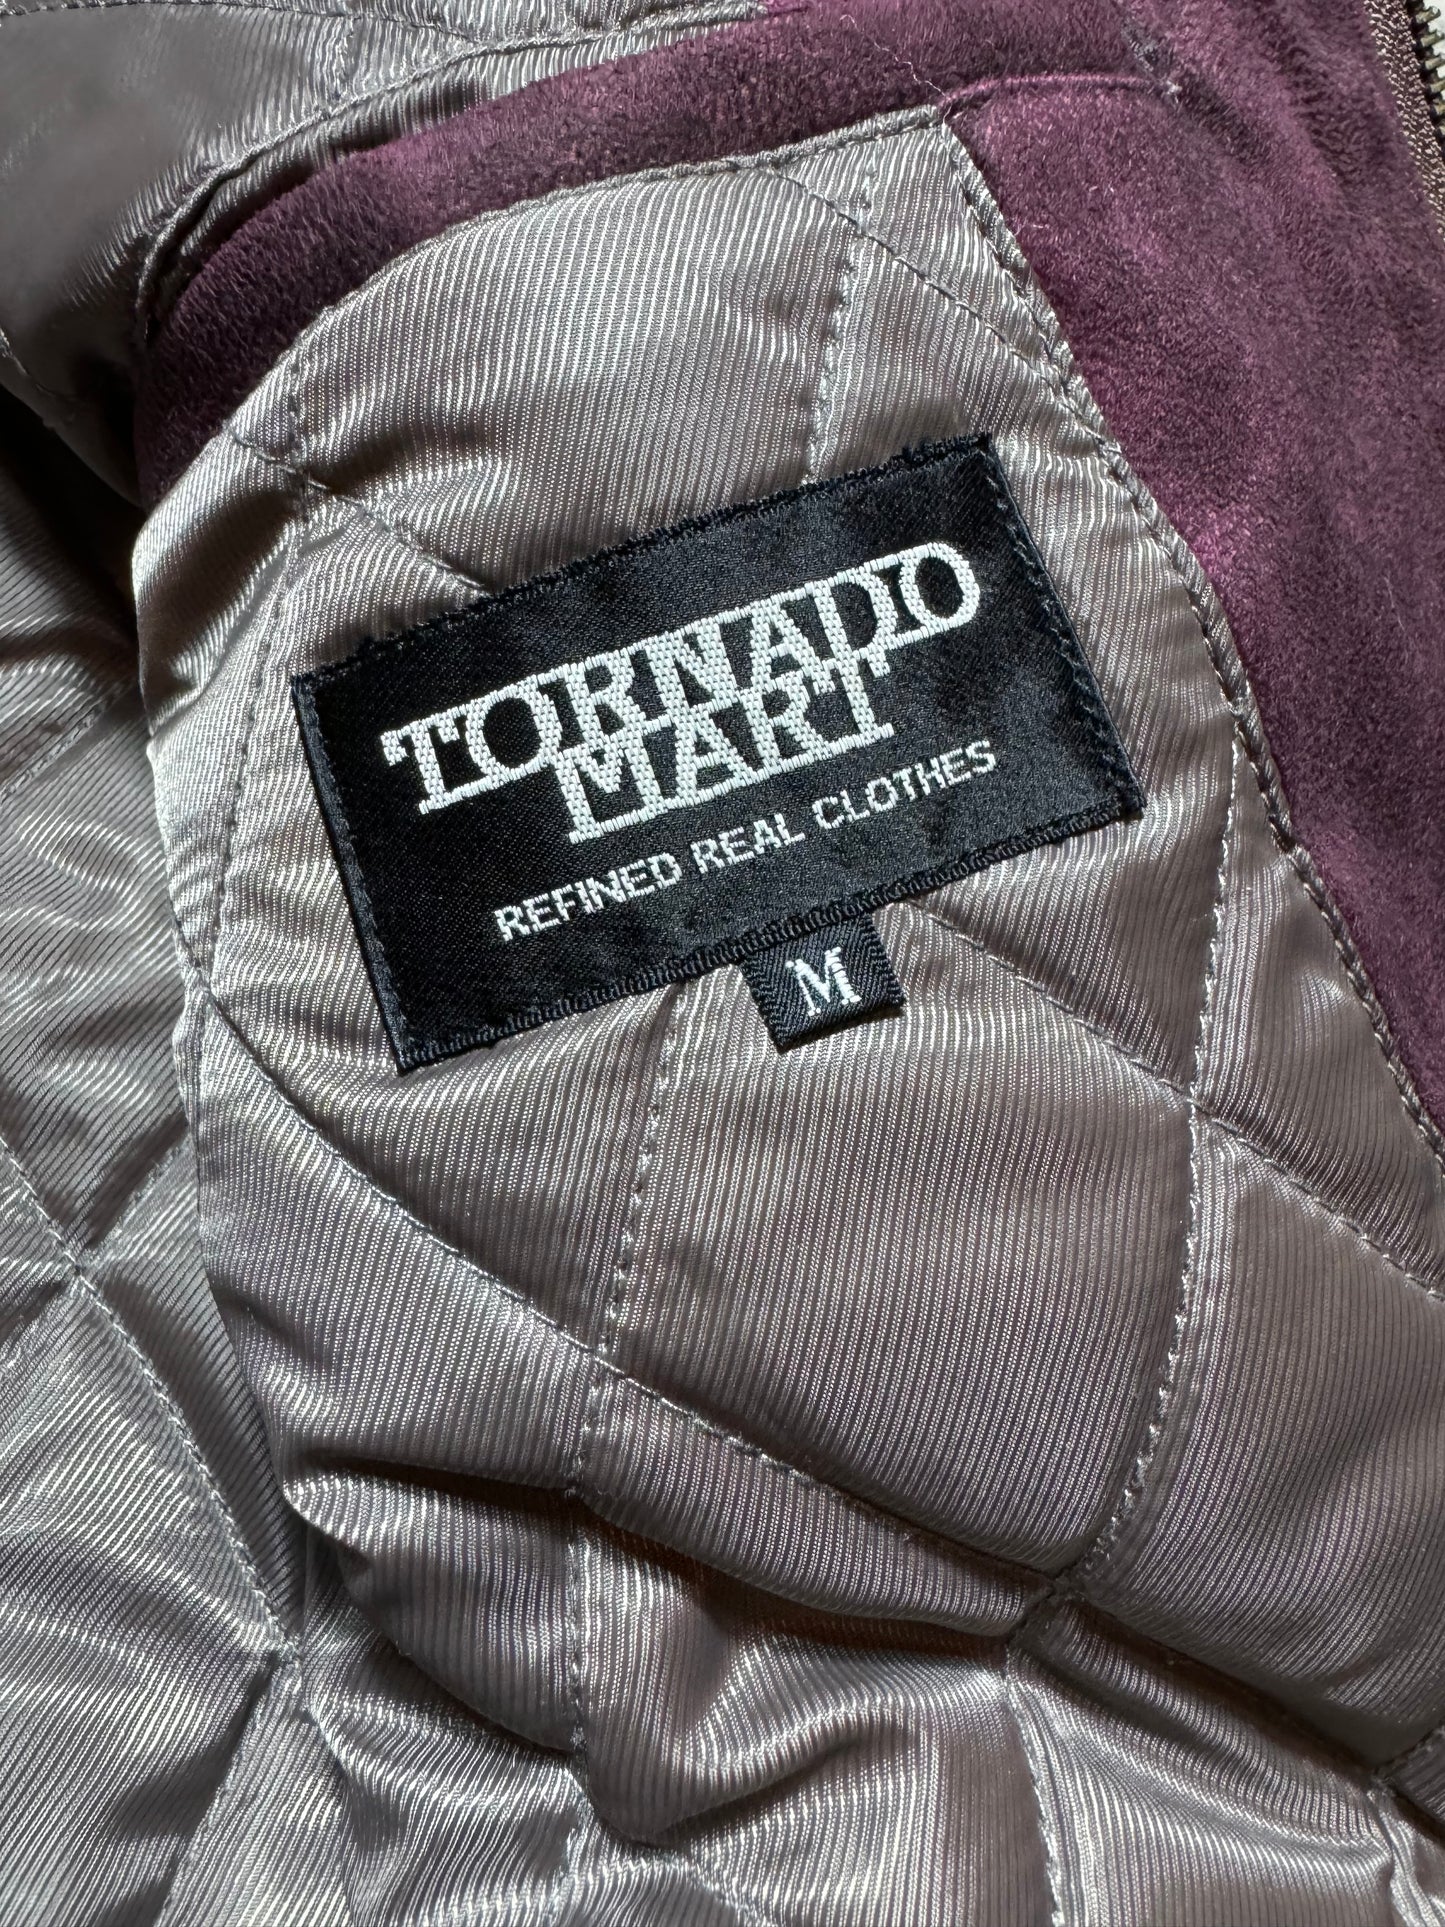 TORNADO
MART
REFINED REAL CLOTHES
M